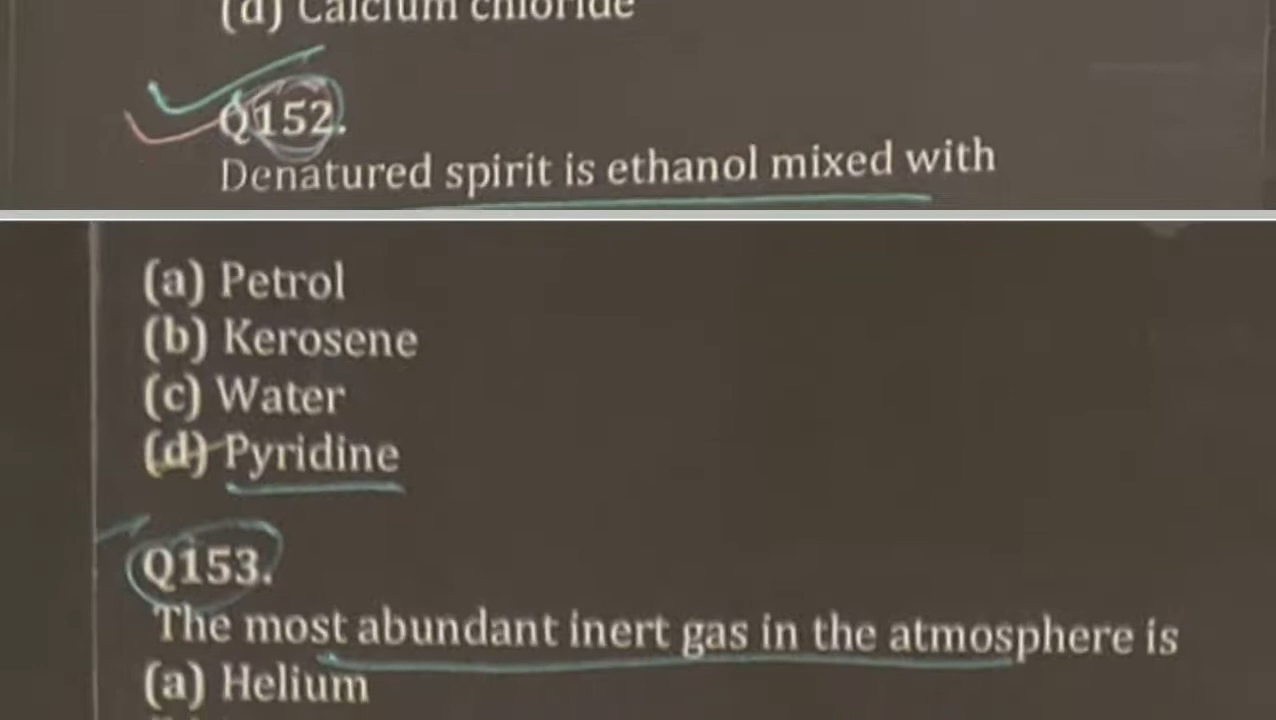 (d) Calcium chloride
Q152.
Denatured spirit is ethanol mixed with
(a) Petrol
(b) Kerosene
(c) Water
(d) Pyridine
Q153.
The most abundant inert gas in the atmosphere is
(a) Helium